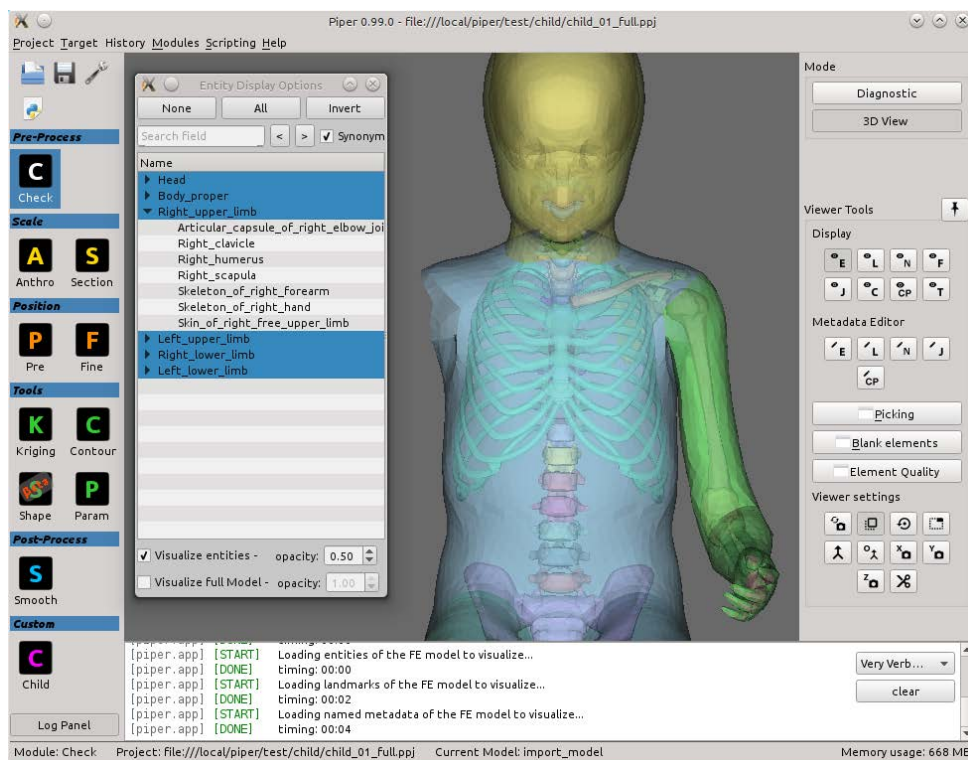 Piper 0.99.0 - file:///local/piper/test/child/child_01_full.ppj
Project Target History Modules Scripting Help
Pre-Process
C
Check
Scale
A S
Anthro Section
Position
P F
Pre Fine
Tools
K C
Kriging Contour
P
Shape Param
Post-Process
S
Smooth
Custom
C
Child
Log Panel
Entity Display Options
None All Invert
Search field < > Synonym
Name
Head
Body_proper
Right_upper_limb
Articular_capsule_of_right_elbow_joi
Right_clavicle
Right_humerus
Right_scapula
Skeleton_of_right_forearm
Skeleton_of_right_hand
Skin_of_right_free_upper_limb
Left_upper_limb
Right_lower_limb
Left_lower_limb
Visualize entities - opacity: 0.50
Visualize full Model - opacity: 1.00
Mode
Diagnostic
3D View
Viewer Tools
Display
E L N F
J C CP T
Metadata Editor
E L N J
CP
Picking
Blank elements
Element Quality
Viewer settings
X Y
Z
[piper.app] [START] Loading entities of the FE model to visualize...
[piper.app] [DONE] timing: 00:00
[piper.app] [START] Loading landmarks of the FE model to visualize...
[piper.app] [DONE] timing: 00:02
[piper.app] [START] Loading named metadata of the FE model to visualize...
[piper.app] [DONE] timing: 00:04
Very Verb...
clear
Module: Check Project: file:///local/piper/test/child/child_01_full.ppj Current Model: import_model Memory usage: 668 ME